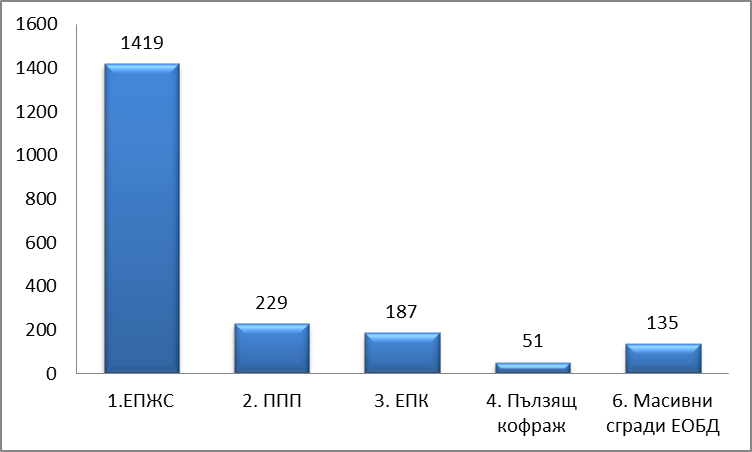 1600
1400
1200
1000
800
600
400
200
0
1419
229
187
51
135
1.ЕПЖС
2. ППП
3. ЕПК
4. Пълзящ
кофраж
6. Масивни
сгради ЕОБД